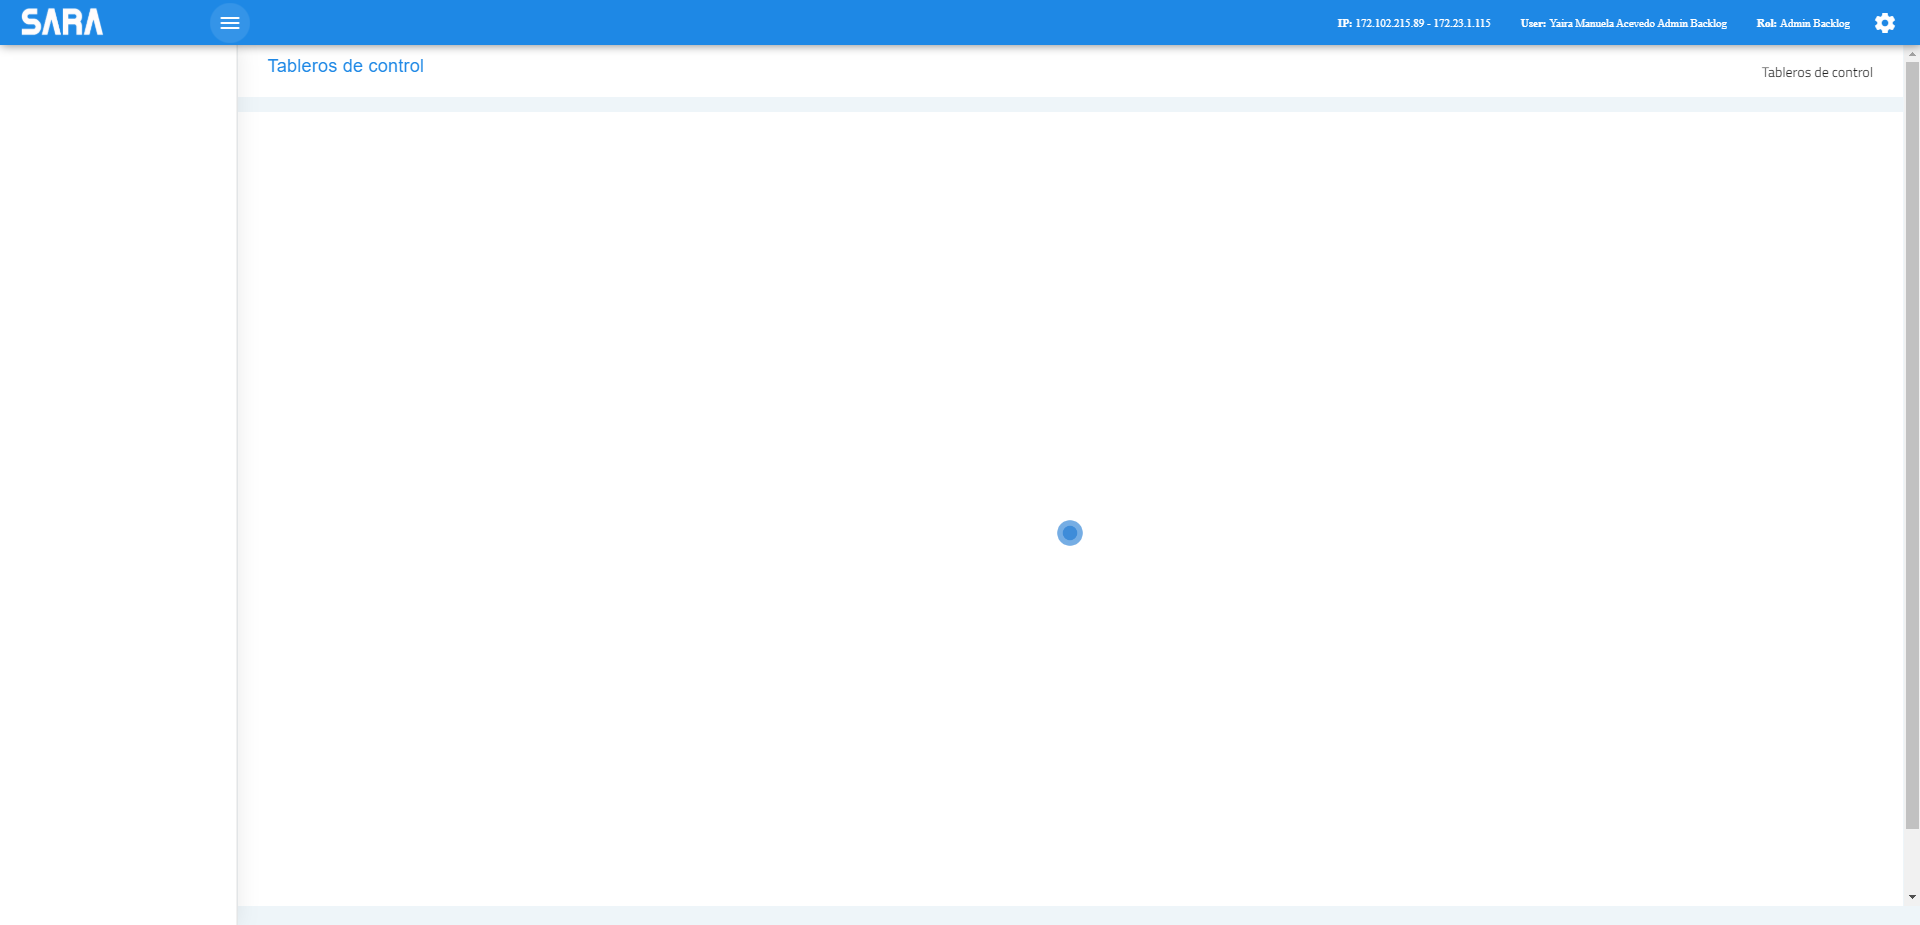 SARA
IP: 172.102.215.89 - 172.23.1.115 User: Yaira Manuela Acevedo Admin Backlog Rol: Admin Backlog
Tableros de control
Tableros de control